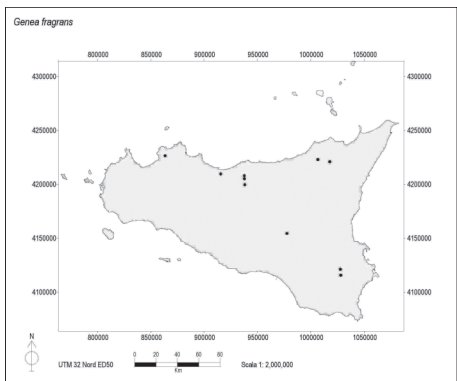 Genea fragrans
800000 850000 900000 950000 1000000 1050000
4300000 4300000
4250000 4250000
4200000 4200000
4150000 4150000
4100000 4100000
800000 850000 900000 950000 1000000 1050000
N
0 20 40 60 80
Km
UTM 32 Nord ED50
Scala 1: 2,000,000